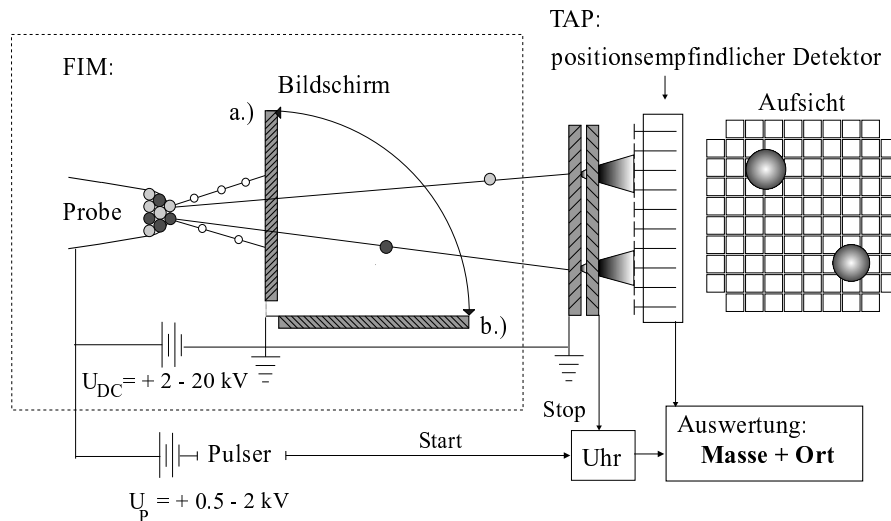 TAP:
positionsempfindlicher Detektor
FIM:
Bildschirm
Aufsicht
a.)
Probe
b.)
U_DC= + 2 - 20 kV
Stop
Start
Pulser
Uhr
Auswertung:
Masse + Ort
U_P = + 0.5 - 2 kV